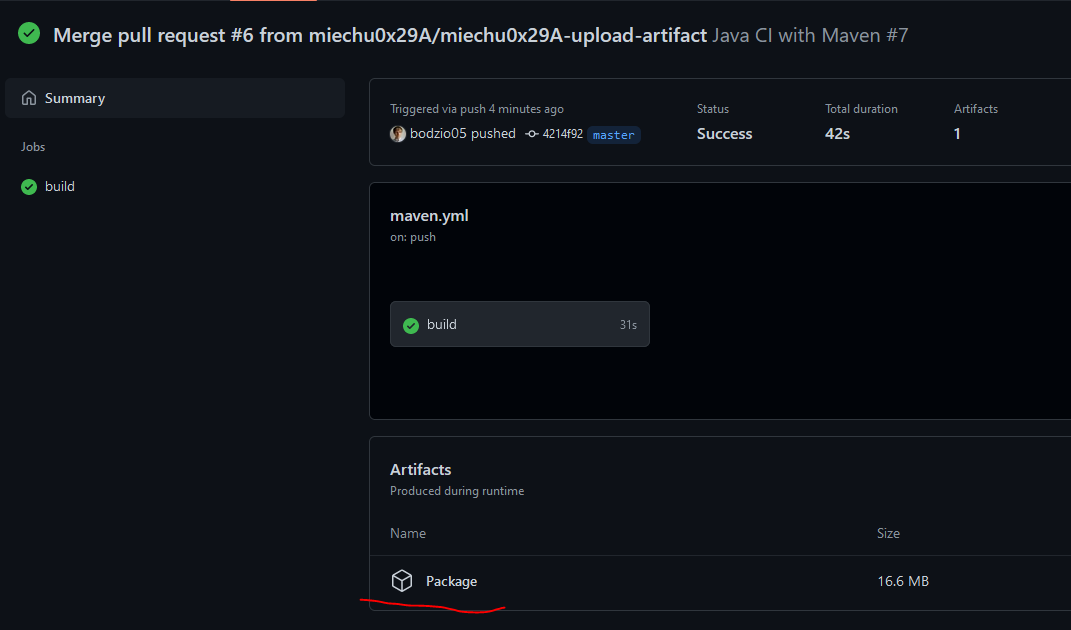 Merge pull request #6 from miechu0x29A/miechu0x29A-upload-artifact Java CI with Maven #7
Summary
Jobs
build
Triggered via push 4 minutes ago
bodzio05 pushed 4214f92 master
Status
Success
Total duration
42s
Artifacts
1
maven.yml
on: push
build 31s
Artifacts
Produced during runtime
Name Size
Package 16.6 MB